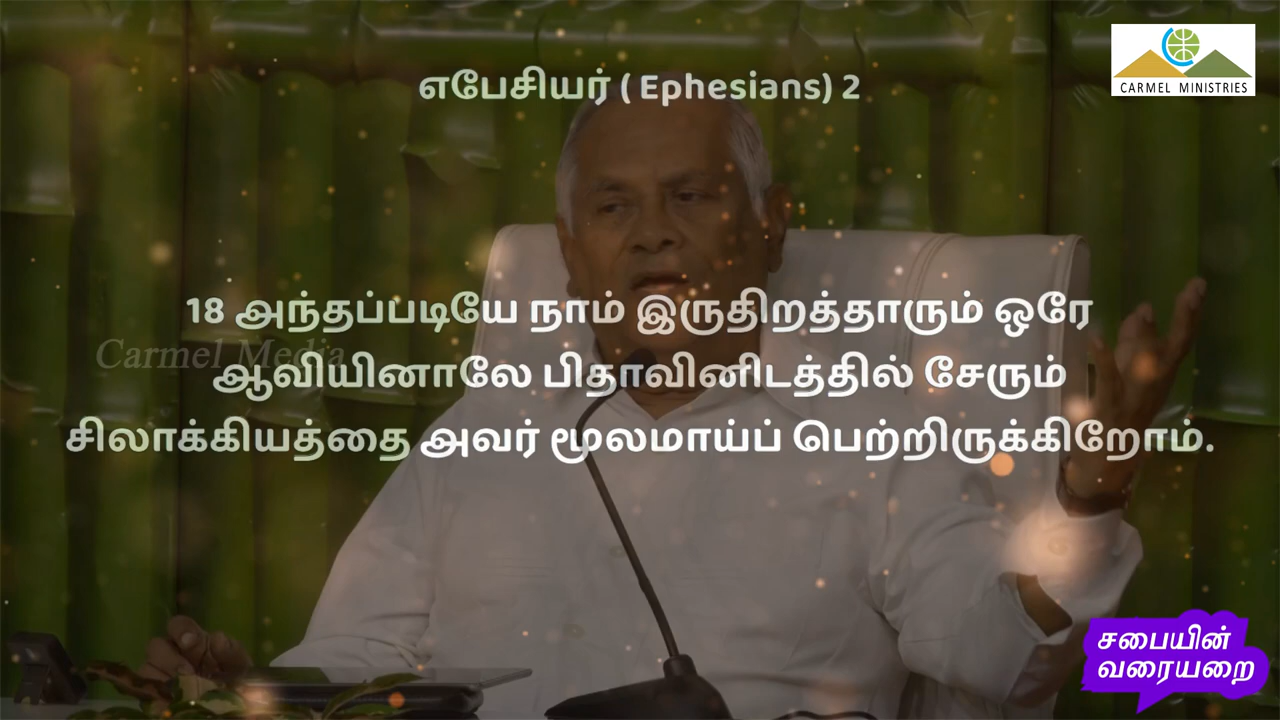 எபேசியர் ( Ephesians) 2
CARMEL MINISTRIES
18 அந்தப்படியே நாம் இருதிறத்தாரும் ஒரே
Carmel Media
ஆவியினாலே பிதாவினிடத்தில் சேரும்
சிலாக்கியத்தை அவர் மூலமாய்ப் பெற்றிருக்கிறோம்.
சபையின்
வரையறை